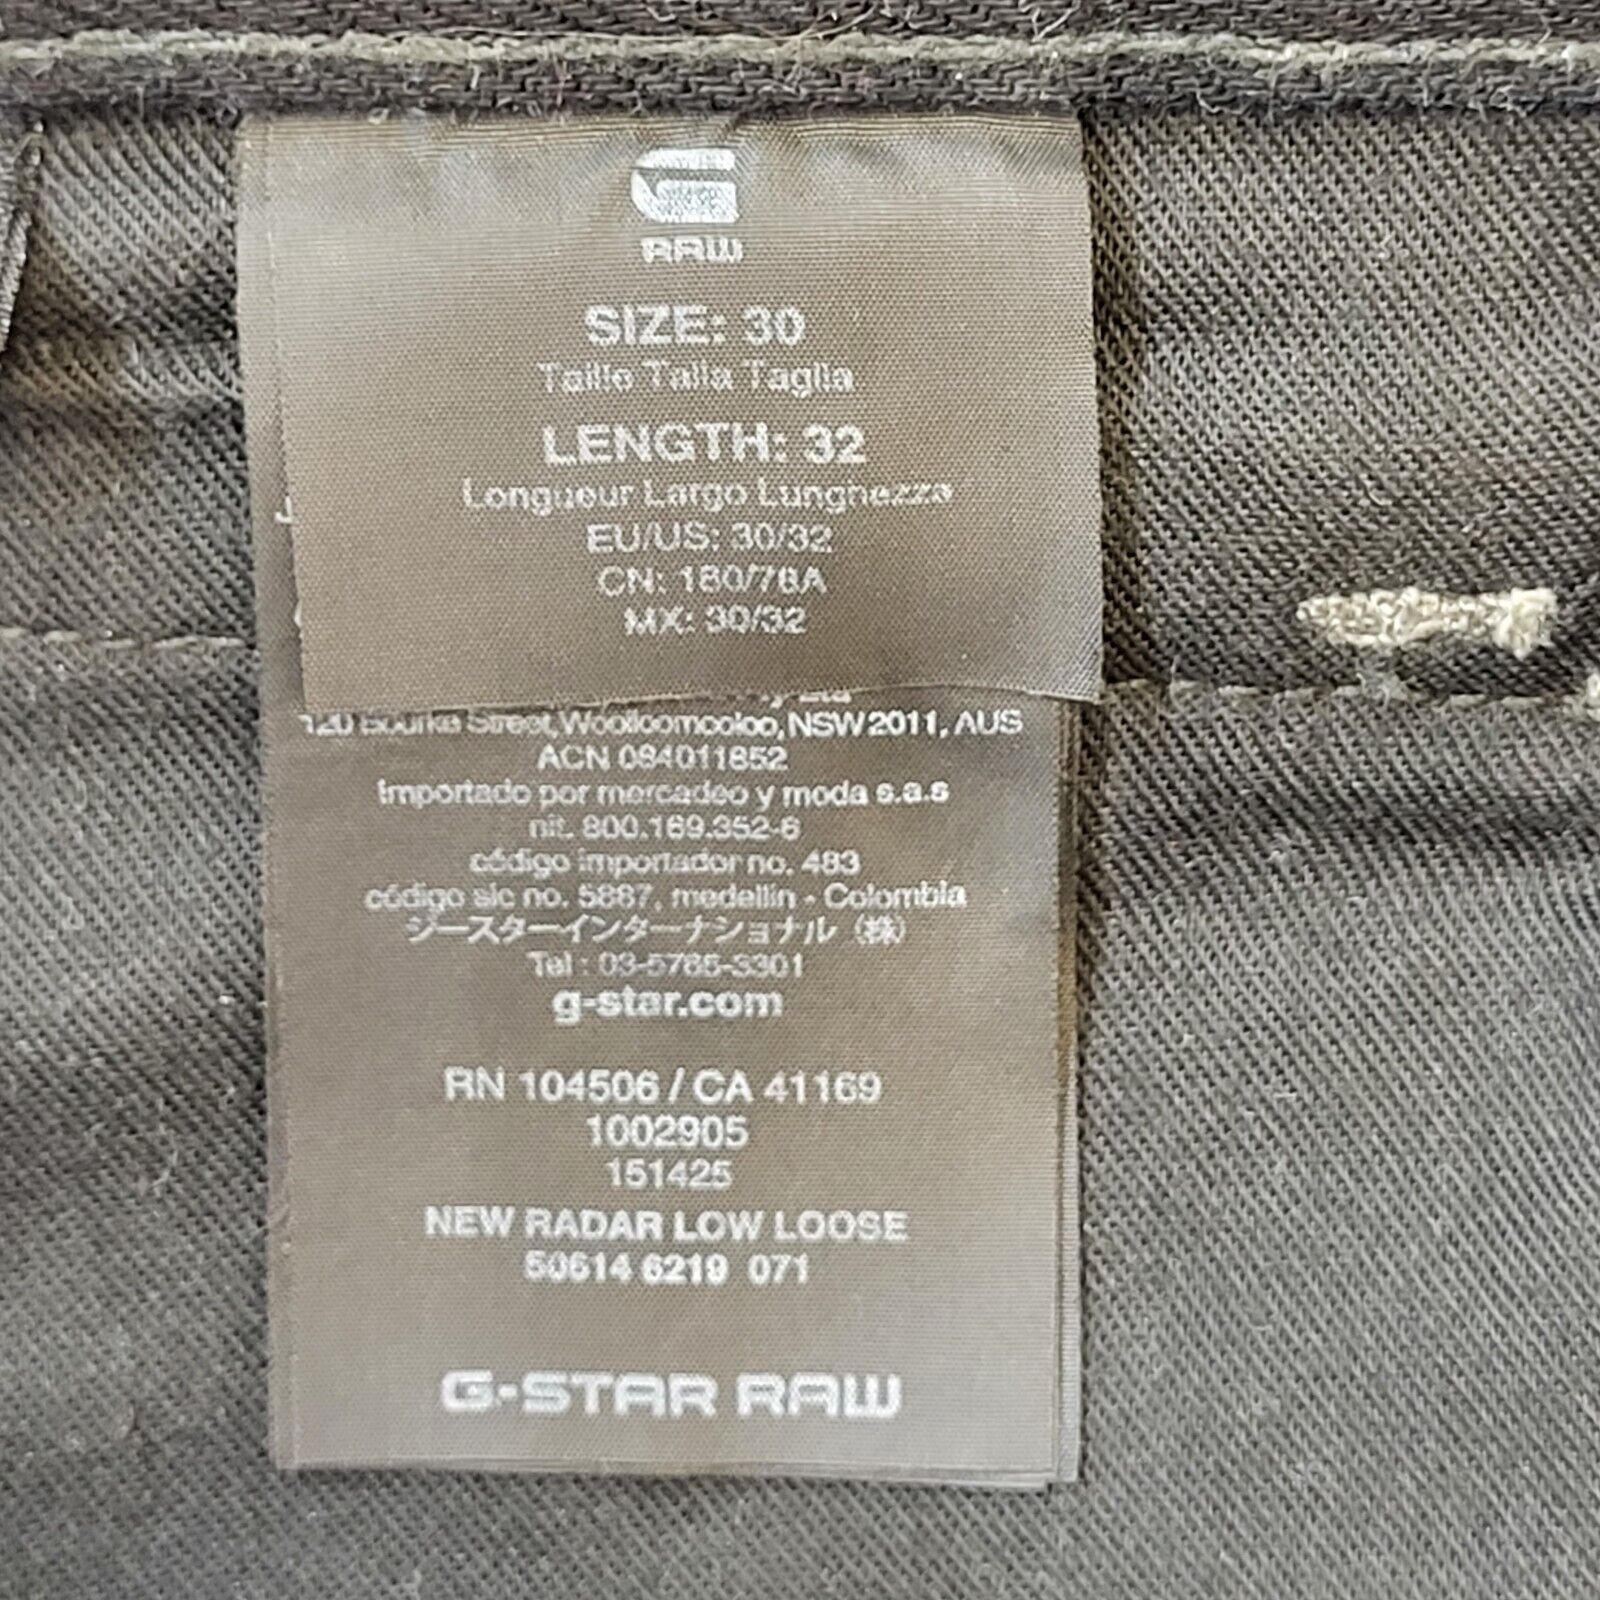 RAW
SIZE: 30
Taille Talla Taglia
LENGTH: 32
Longueur Largo Lunghezza
EU/US: 30/32
CN: 180/78A
MX: 30/32
120 Bourke Street, Woolloomooloo, NSW 2011, AUS
ACN 084011852
Importado por mercadeo y moda s.a.s
nit. 800.169.352-6
código importador no. 483
código sic no. 5887, medellin - Colombia
ジースターインターナショナル (株)
Tel : 03-5785-3301
g-star.com
RN 104506 / CA 41169
1002905
151425
NEW RADAR LOW LOOSE
50614 6219 071
G-STAR RAW